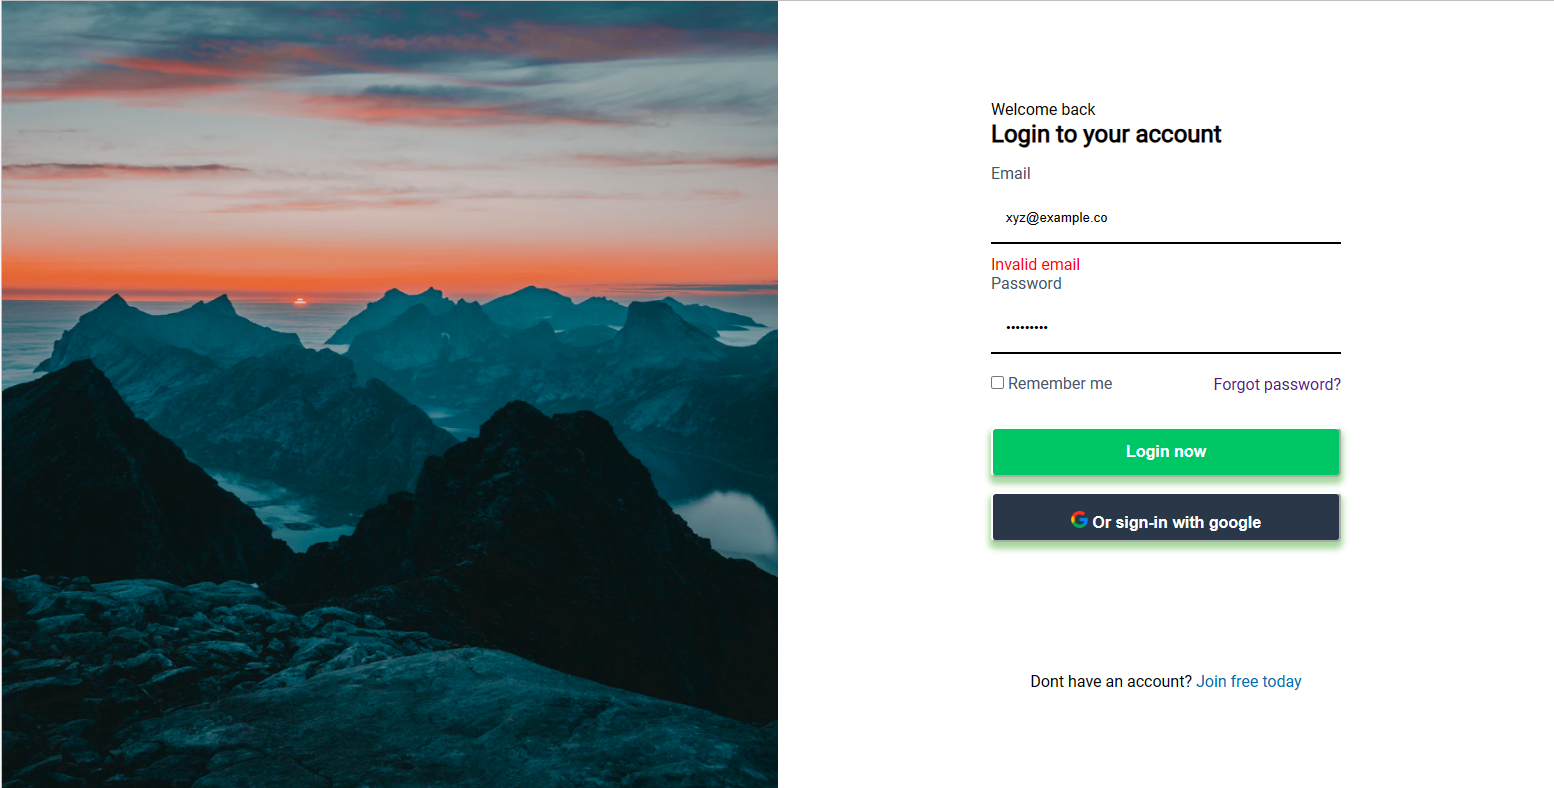 Welcome back
Login to your account
Email
xyz@example.co
Invalid email
Password
•••••••••
Remember me Forgot password?
Login now
Or sign-in with google
Dont have an account? Join free today